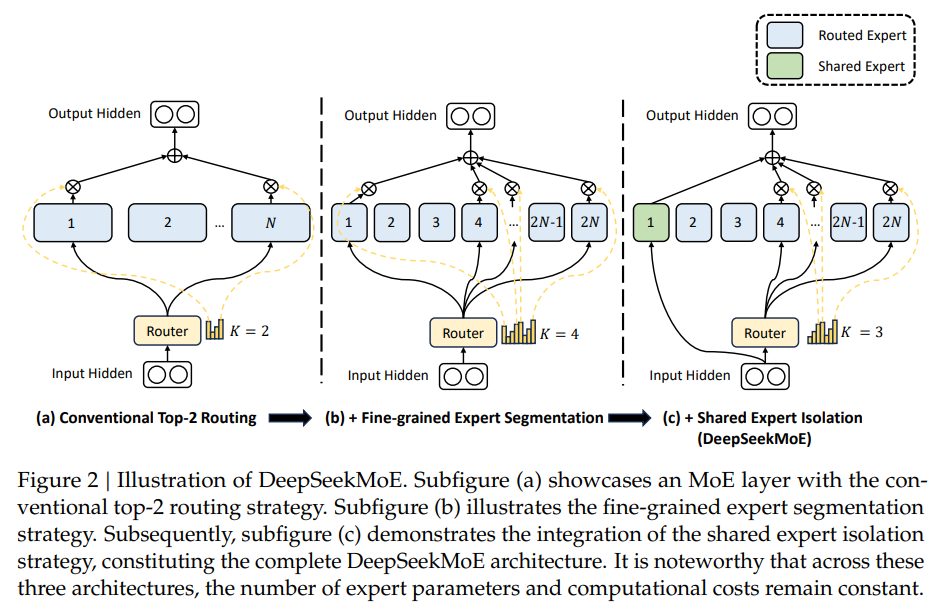 Routed Expert
Shared Expert
Output Hidden
1
2
...
N
Router
K = 2
Input Hidden
(a) Conventional Top-2 Routing
Output Hidden
1
2
3
4
...
2N-1
2N
Router
K = 4
Input Hidden
(b) + Fine-grained Expert Segmentation
Output Hidden
1
2
3
4
...
2N-1
2N
Router
K = 3
Input Hidden
(c) + Shared Expert Isolation
(DeepSeekMoE)
Figure 2 | Illustration of DeepSeekMoE. Subfigure (a) showcases an MoE layer with the con-
ventional top-2 routing strategy. Subfigure (b) illustrates the fine-grained expert segmentation
strategy. Subsequently, subfigure (c) demonstrates the integration of the shared expert isolation
strategy, constituting the complete DeepSeekMoE architecture. It is noteworthy that across these
three architectures, the number of expert parameters and computational costs remain constant.